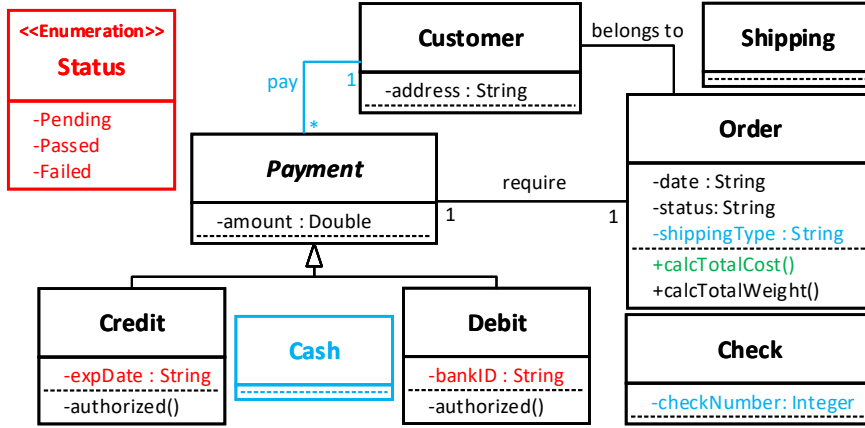 <<Enumeration>>
Status
-Pending
-Passed
-Failed
Customer
-address : String
belongs to
Shipping
pay
1
*
Payment
-amount : Double
require
1
1
Order
-date : String
-status: String
-shippingType : String
+calcTotalCost()
+calcTotalWeight()
Credit
-expDate : String
-authorized()
Cash
Debit
-bankID : String
-authorized()
Check
-checkNumber: Integer